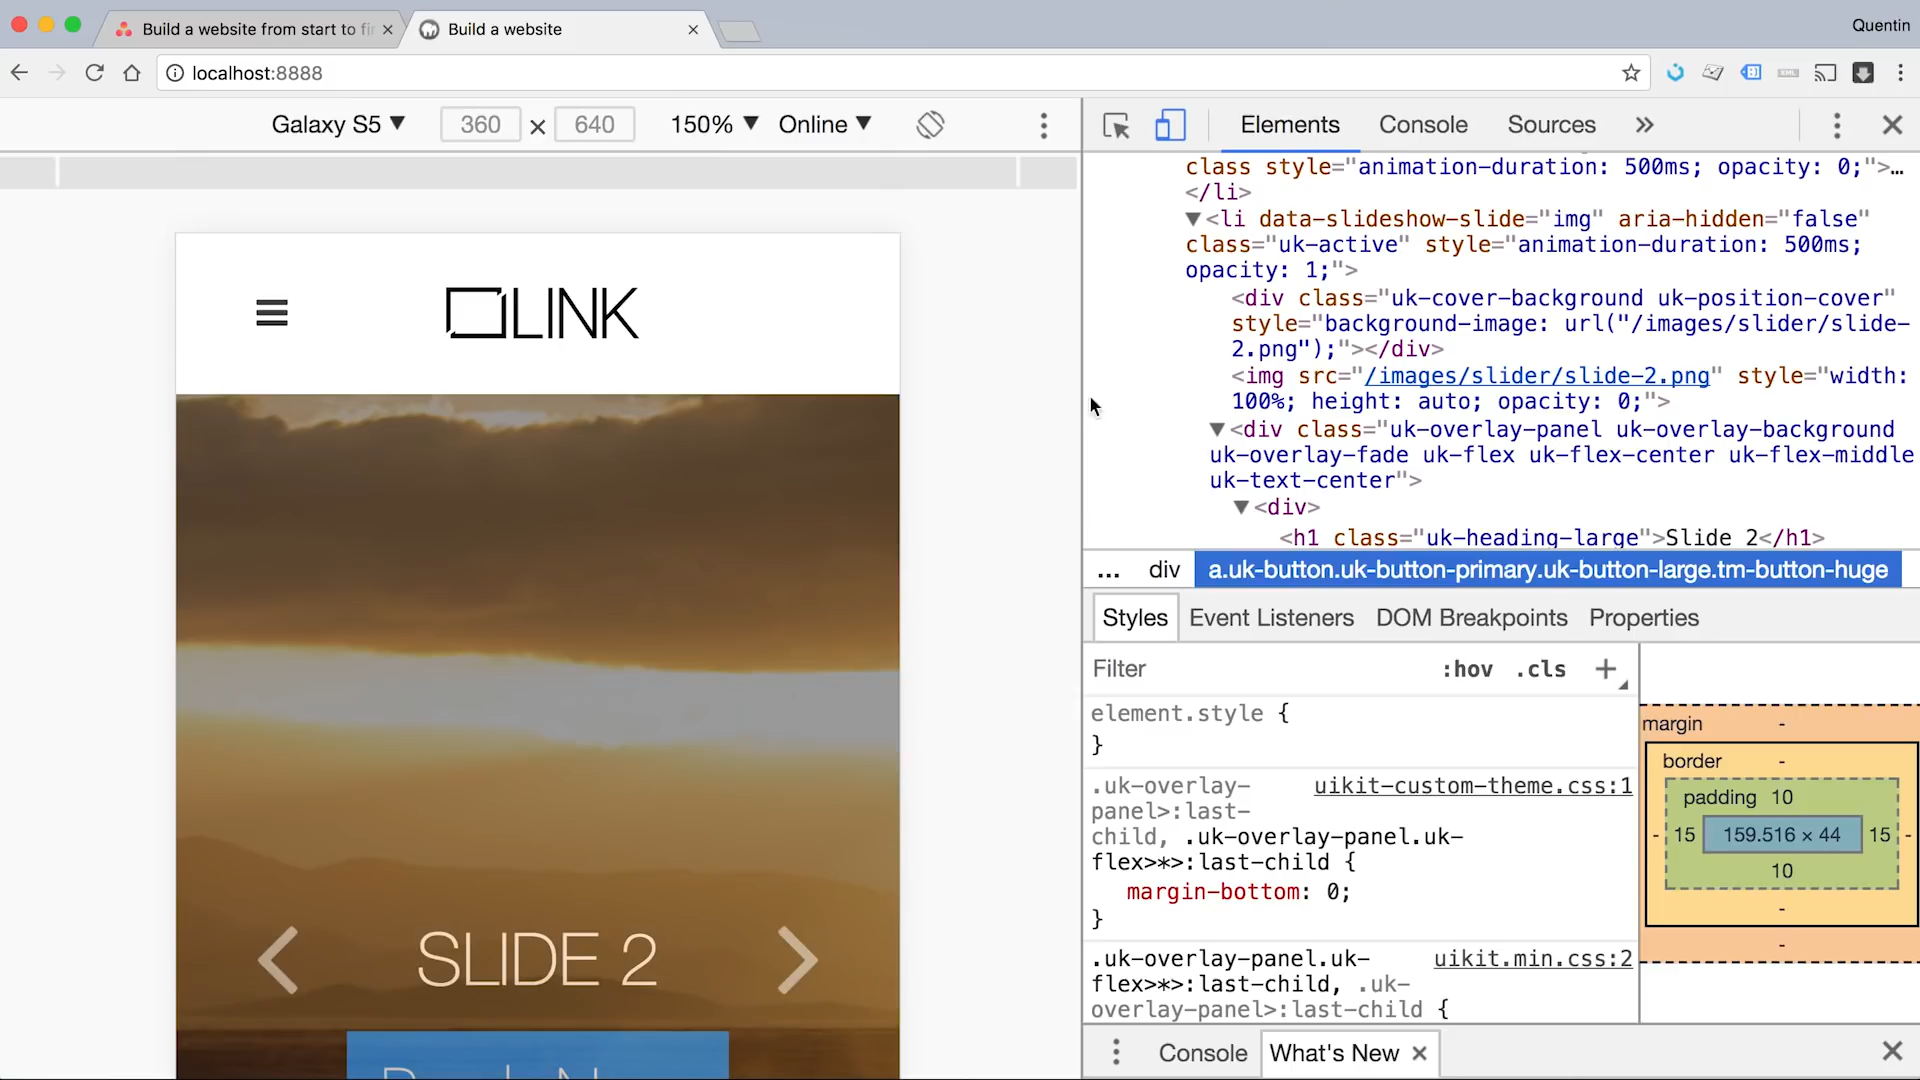 Build a website from start to fi
Build a website
Quentin
localhost:8888
Galaxy S5 ▼ 360 × 640 150% ▼ Online ▼
Elements Console Sources »
class style="animation-duration: 500ms; opacity: 0;">…
</li>
▼<li data-slideshow-slide="img" aria-hidden="false"
class="uk-active" style="animation-duration: 500ms;
opacity: 1;">
<div class="uk-cover-background uk-position-cover"
style="background-image: url("/images/slider/slide-
2.png");"></div>
<img src="/images/slider/slide-2.png" style="width:
100%; height: auto; opacity: 0;">
▼<div class="uk-overlay-panel uk-overlay-background
uk-overlay-fade uk-flex uk-flex-center uk-flex-middle
uk-text-center">
▼<div>
<h1 class="uk-heading-large">Slide 2</h1>
... div a.uk-button.uk-button-primary.uk-button-large.tm-button-huge
Styles Event Listeners DOM Breakpoints Properties
Filter :hov .cls +
element.style {
}
.uk-overlay- uikit-custom-theme.css:1
panel>:last-
child, .uk-overlay-panel.uk-
flex>*>:last-child {
margin-bottom: 0;
}
.uk-overlay-panel.uk- uikit.min.css:2
flex>*>:last-child, .uk-
overlay-panel>:last-child {
margin -
border -
padding 10
- 15 159.516 × 44 15 -
10
-
-
Console What's New
LINK
SLIDE 2